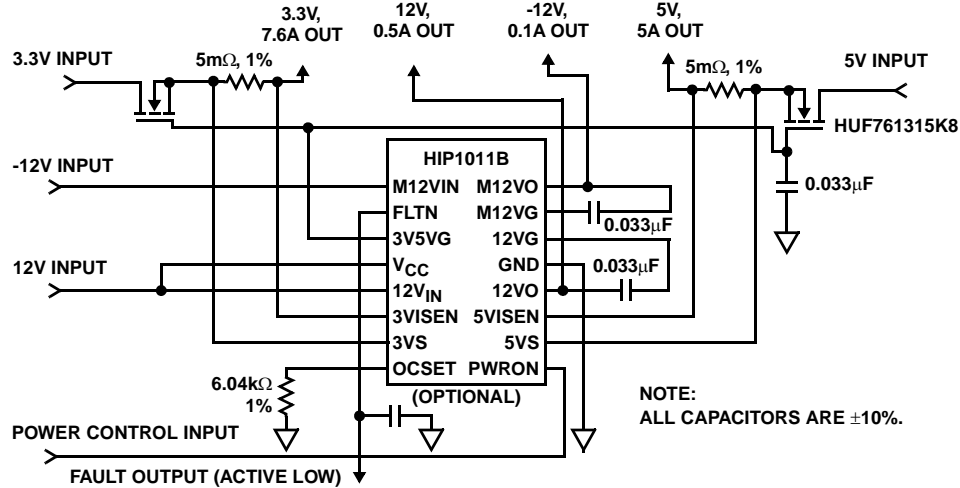 3.3V,
7.6A OUT
12V,
0.5A OUT
-12V,
0.1A OUT
5V,
5A OUT
3.3V INPUT
5mΩ, 1%
5mΩ, 1%
5V INPUT
HUF761315K8
HIP1011B
-12V INPUT
M12VIN
M12VO
0.033µF
FLTN
M12VG
0.033µF
3V5VG
12VG
12V INPUT
VCC
GND
0.033µF
12VIN
12VO
3VISEN
5VISEN
3VS
5VS
OCSET
PWRON
6.04kΩ
1%
(OPTIONAL)
NOTE:
ALL CAPACITORS ARE ±10%.
POWER CONTROL INPUT
FAULT OUTPUT (ACTIVE LOW)